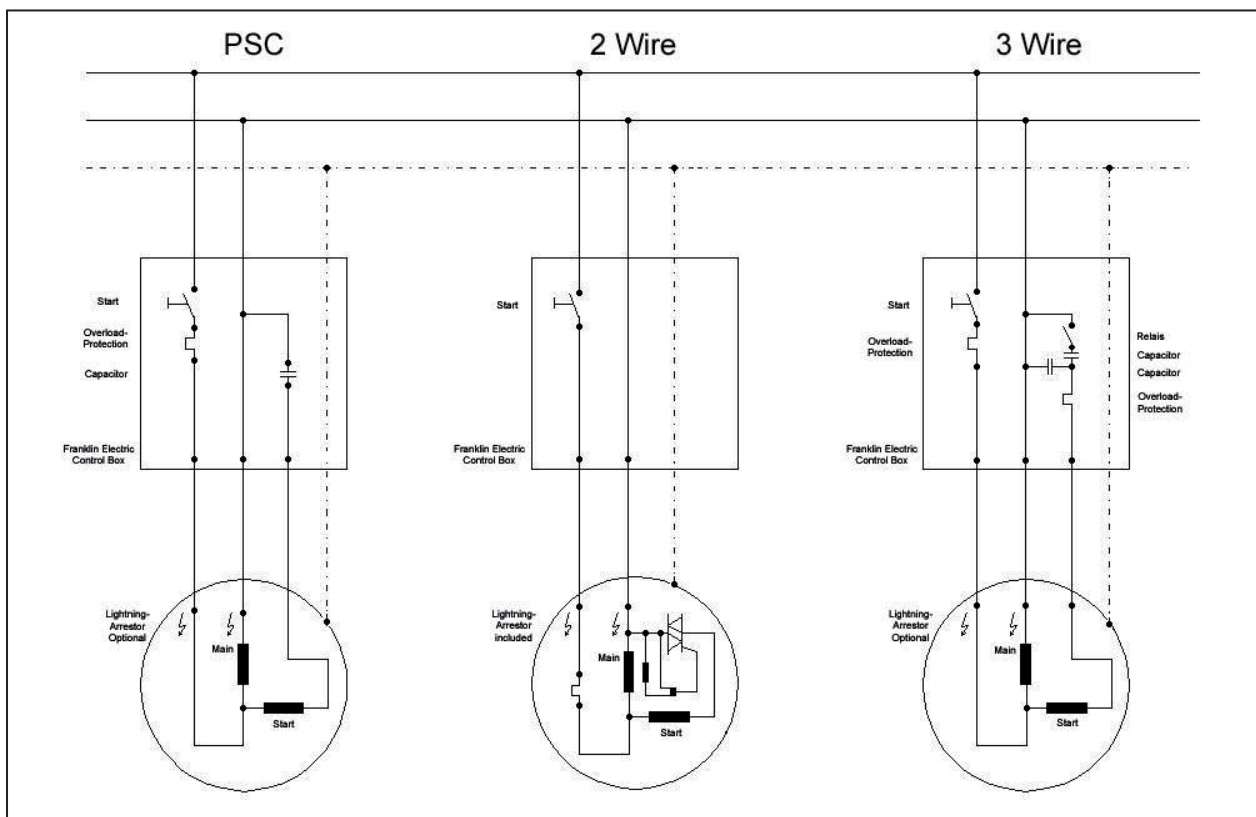 PSC
2 Wire
3 Wire
Start
Overload-
Protection
Capacitor
Franklin Electric
Control Box
Lightning-
Arrestor
Optional
Main
Start
Start
Franklin Electric
Control Box
Lightning-
Arrestor
included
Main
Start
Start
Overload-
Protection
Relais
Capacitor
Capacitor
Overload-
Protection
Franklin Electric
Control Box
Lightning-
Arrestor
Optional
Main
Start